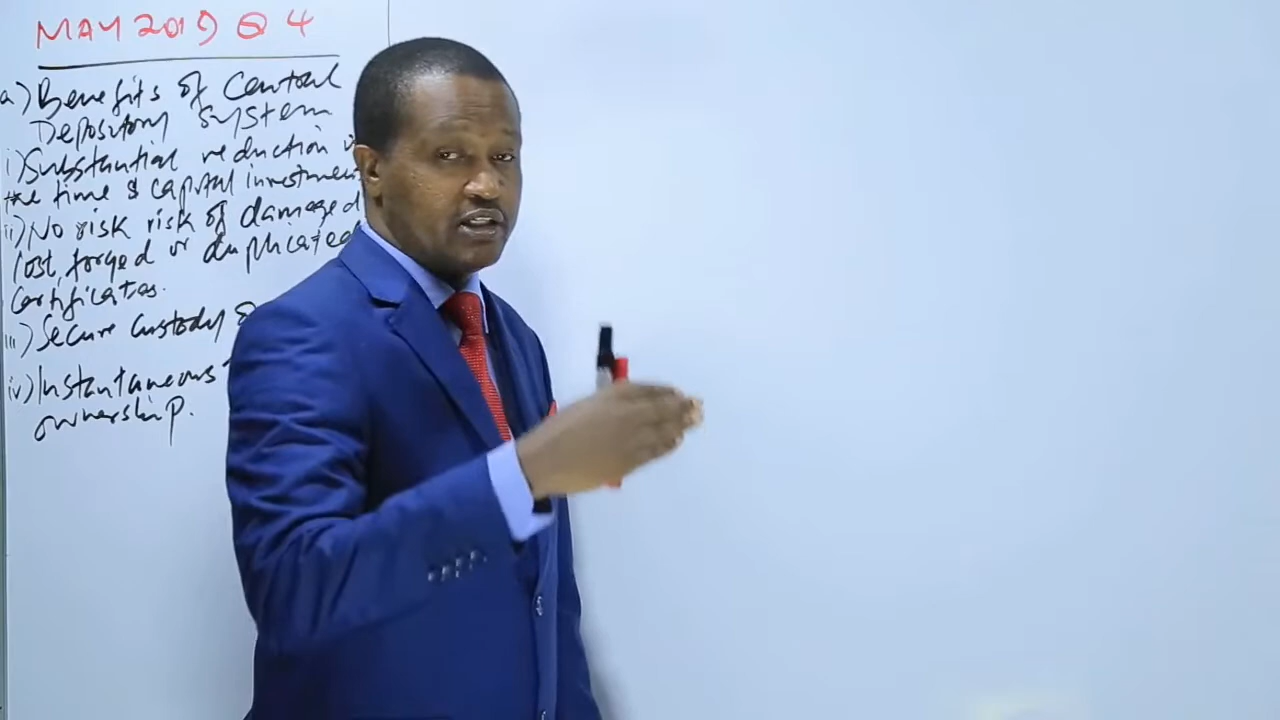 MAY 2019 Q 4
a) Benefits of Central
Depository System
i) Substantial reduction
the time & capital investment
ii) No risk risk of damaged
lost, forged or duplicated
certificates.
iii) Secure custody
iv) Instantaneous
ownership.